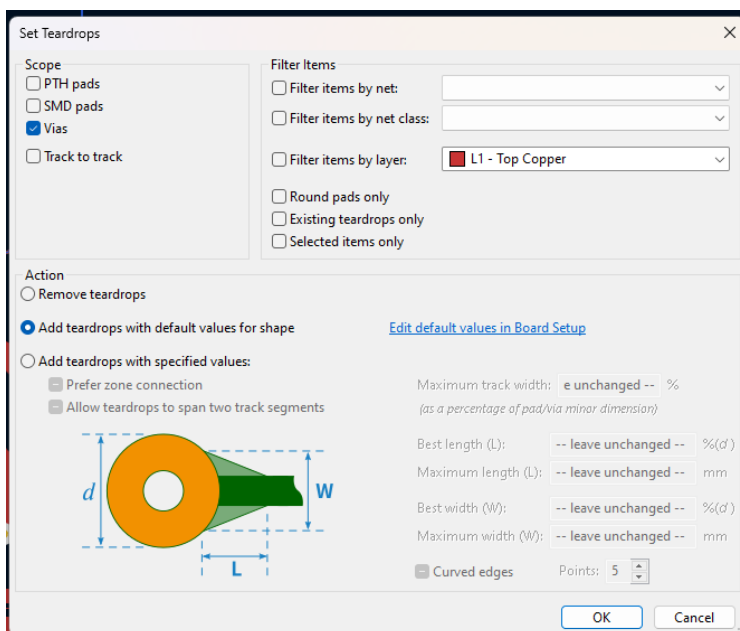 Set Teardrops
Scope
PTH pads
SMD pads
Vias
Track to track
Filter Items
Filter items by net:
Filter items by net class:
Filter items by layer: L1 - Top Copper
Round pads only
Existing teardrops only
Selected items only
Action
Remove teardrops
Add teardrops with default values for shape Edit default values in Board Setup
Add teardrops with specified values:
Prefer zone connection
Allow teardrops to span two track segments
d
W
L
Maximum track width: e unchanged -- %
(as a percentage of pad/via minor dimension)
Best length (L): -- leave unchanged -- %(d)
Maximum length (L): -- leave unchanged -- mm
Best width (W): -- leave unchanged -- %(d)
Maximum width (W): -- leave unchanged -- mm
Curved edges Points: 5
OK Cancel